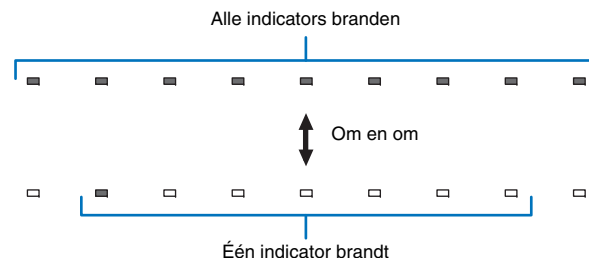 Alle indicators branden
Om en om
Één indicator brandt